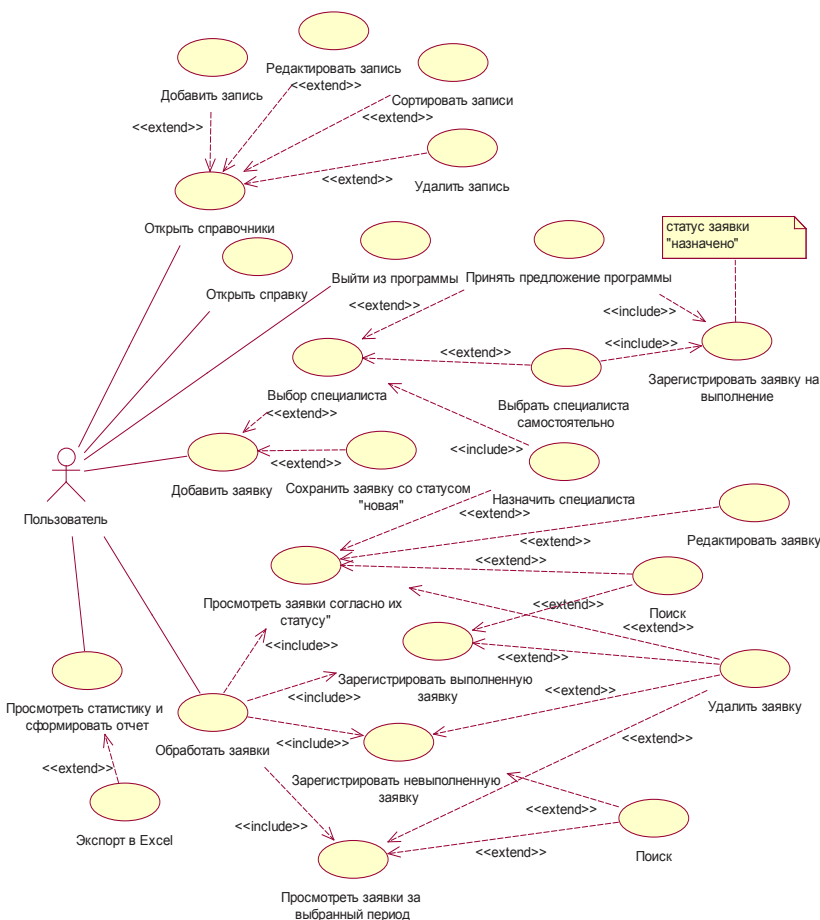 Редактировать запись
<<extend>>
Добавить запись
Сортировать записи
<<extend>>
<<extend>>
<<extend>>
Удалить запись
Открыть справочники
статус заявки
"назначено"
Открыть справку
Выйти из программы
Принять предложение программы
<<extend>>
<<include>>
<<extend>>
<<include>>
Зарегистрировать заявку на
выполнение
Выбор специалиста
<<extend>>
Выбрать специалиста
самостоятельно
<<include>>
<<extend>>
Добавить заявку
Сохранить заявку со статусом
"новая"
Назначить специалиста
<<extend>>
Пользователь
<<extend>>
Редактировать заявку
<<extend>>
Просмотреть заявки согласно их
статусу"
<<extend>>
Поиск
<<extend>>
<<include>>
<<extend>>
Зарегистрировать выполненную
заявку
<<include>>
<<extend>>
Удалить заявку
Просмотреть статистику и
сформировать отчет
Обработать заявки
<<include>>
<<extend>>
<<extend>>
Зарегистрировать невыполненную
заявку
<<extend>>
<<include>>
Экспорт в Excel
<<extend>>
Поиск
Просмотреть заявки за
выбранный период